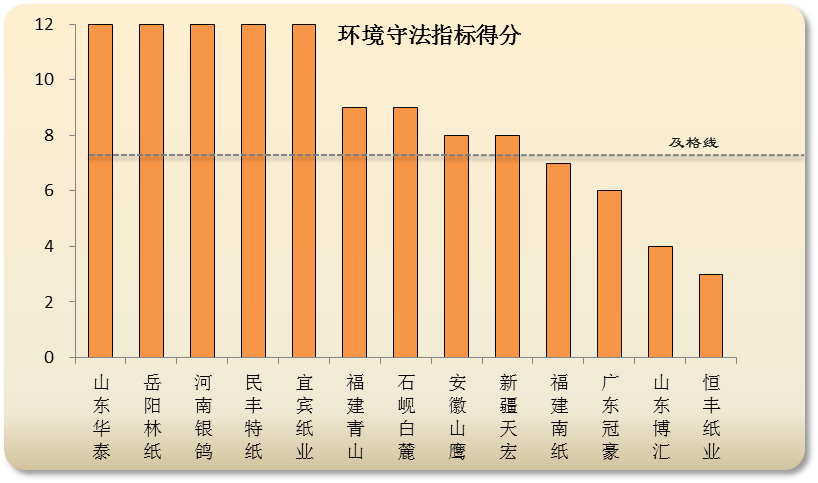 环境守法指标得分
12
10
8
6
4
2
0
及格线
山东华泰
岳阳林纸
河南银鸽
民丰特纸
宜宾纸业
福建青山
石岘白麓
安徽山鹰
新疆天宏
福建南纸
广东冠豪
山东博汇
恒丰纸业